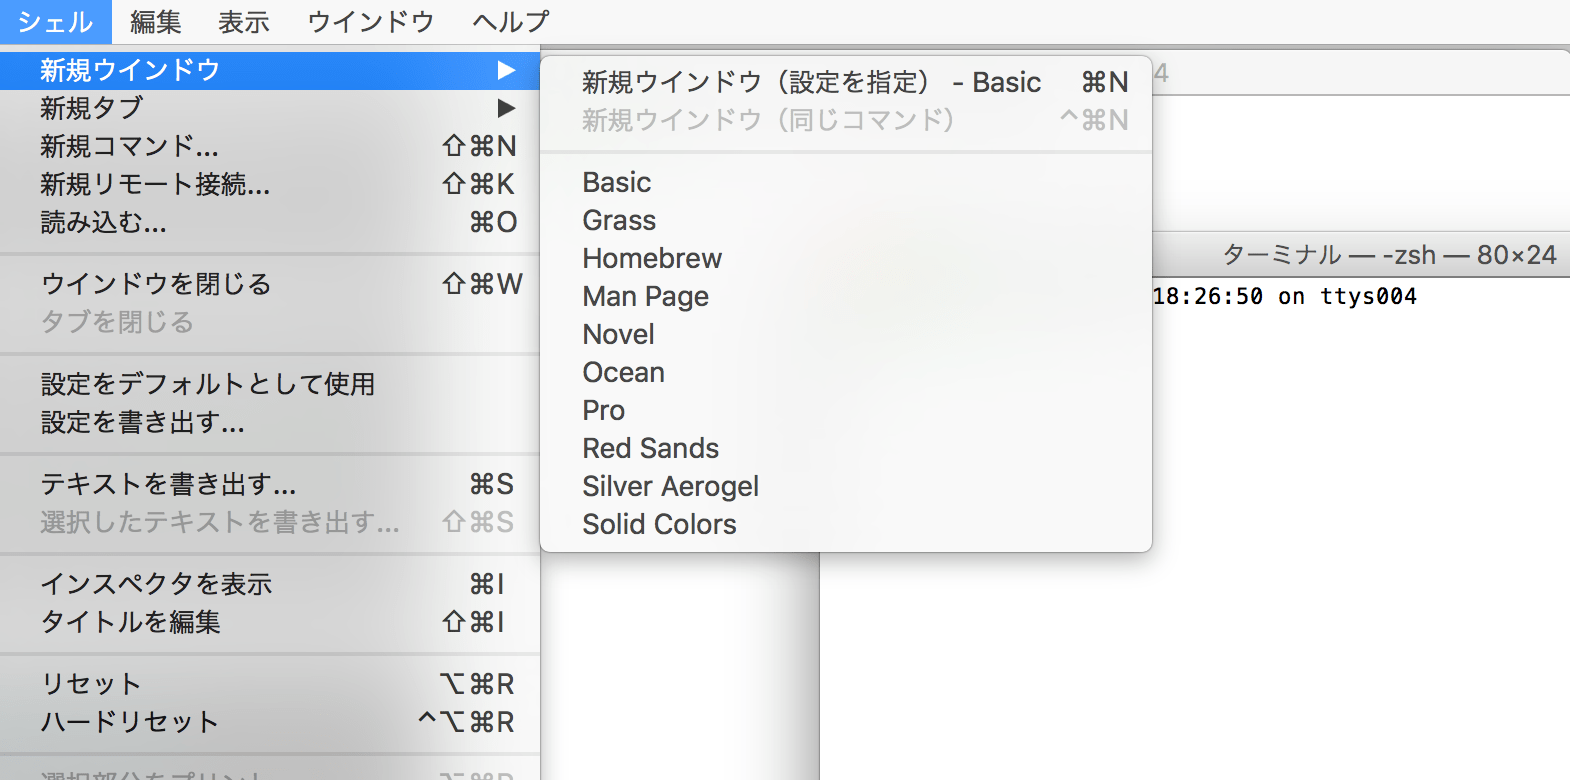 シェル 編集 表示 ウインドウ ヘルプ
新規ウインドウ ▶
新規タブ ▶
新規コマンド... ⇧⌘N
新規リモート接続... ⇧⌘K
読み込む... ⌘O
ウインドウを閉じる ⇧⌘W
タブを閉じる
設定をデフォルトとして使用
設定を書き出す...
テキストを書き出す... ⌘S
選択したテキストを書き出す... ⇧⌘S
インスペクタを表示 ⌘I
タイトルを編集 ⇧⌘I
リセット ⌥⌘R
ハードリセット ^⌥⌘R
新規ウインドウ（設定を指定） - Basic ⌘N
新規ウインドウ（同じコマンド） ^⌘N
Basic
Grass
Homebrew
Man Page
Novel
Ocean
Pro
Red Sands
Silver Aerogel
Solid Colors
4
ターミナル — -zsh — 80×24
18:26:50 on ttys004